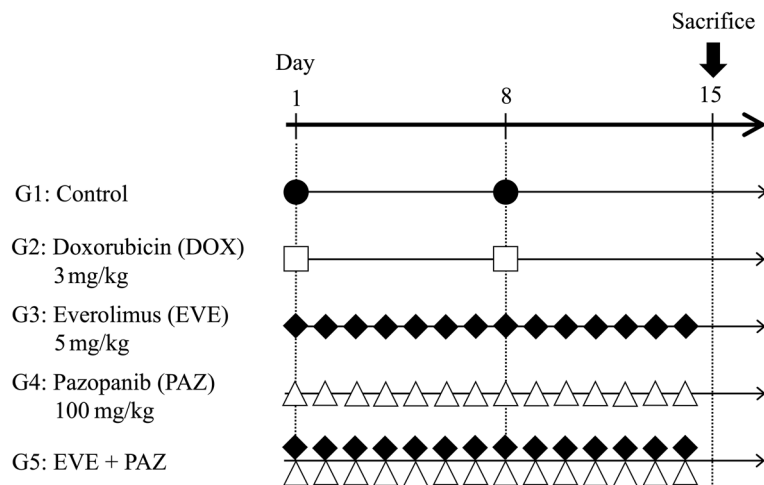 Sacrifice
Day
1 8 15
G1: Control
G2: Doxorubicin (DOX)
3 mg/kg
G3: Everolimus (EVE)
5 mg/kg
G4: Pazopanib (PAZ)
100 mg/kg
G5: EVE + PAZ